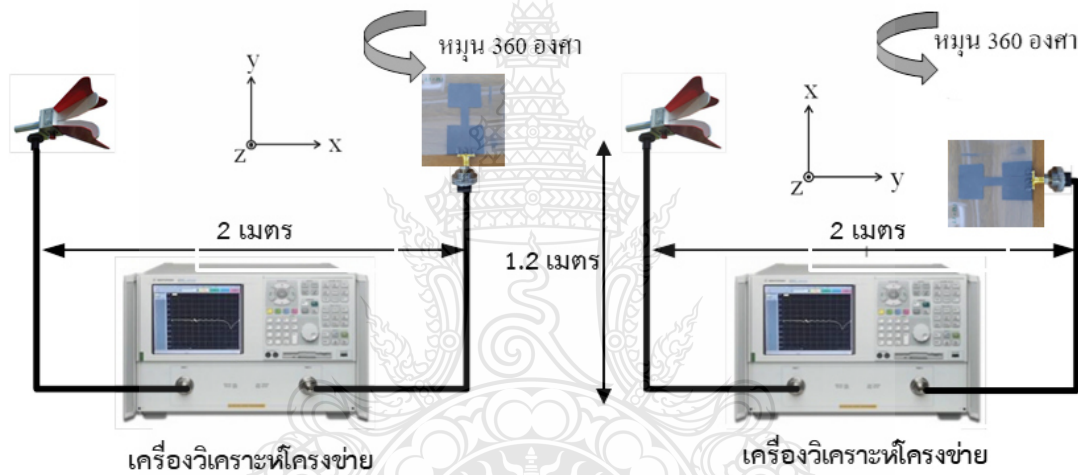 หมุน 360 องศา
y
x
z
2 เมตร
1.2 เมตร
เครื่องวิเคราะห์โครงข่าย
หมุน 360 องศา
x
y
z
2 เมตร
เครื่องวิเคราะห์โครงข่าย